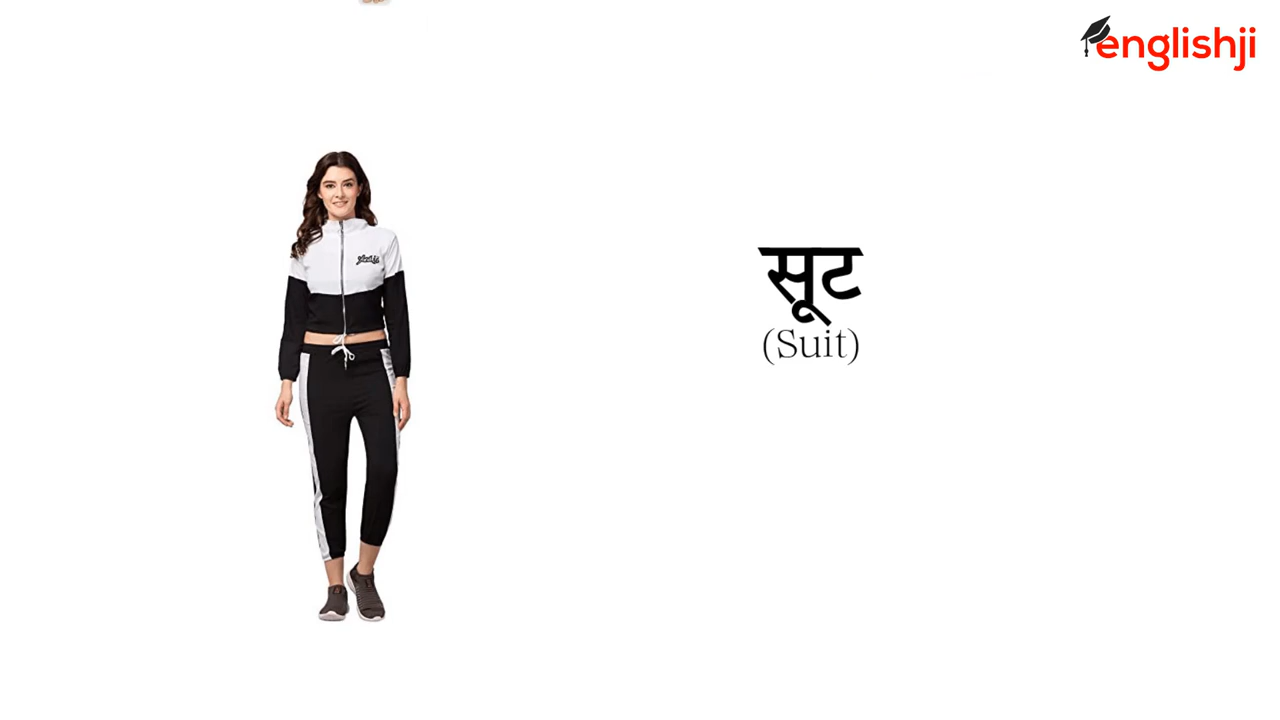 englishji
सूट
(Suit)